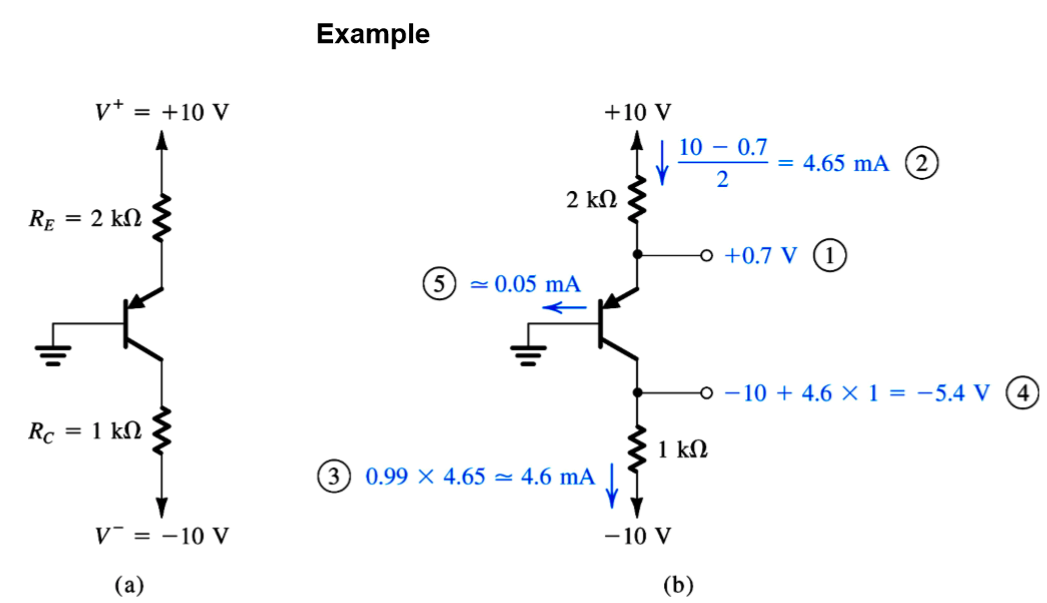 Example
V⁺ = +10 V
R_E = 2 kΩ
R_C = 1 kΩ
V⁻ = −10 V
(a)
+10 V
10 − 0.7
2
= 4.65 mA ②
2 kΩ
+0.7 V ①
⑤ ≃ 0.05 mA
−10 + 4.6 × 1 = −5.4 V ④
1 kΩ
③ 0.99 × 4.65 ≃ 4.6 mA
−10 V
(b)